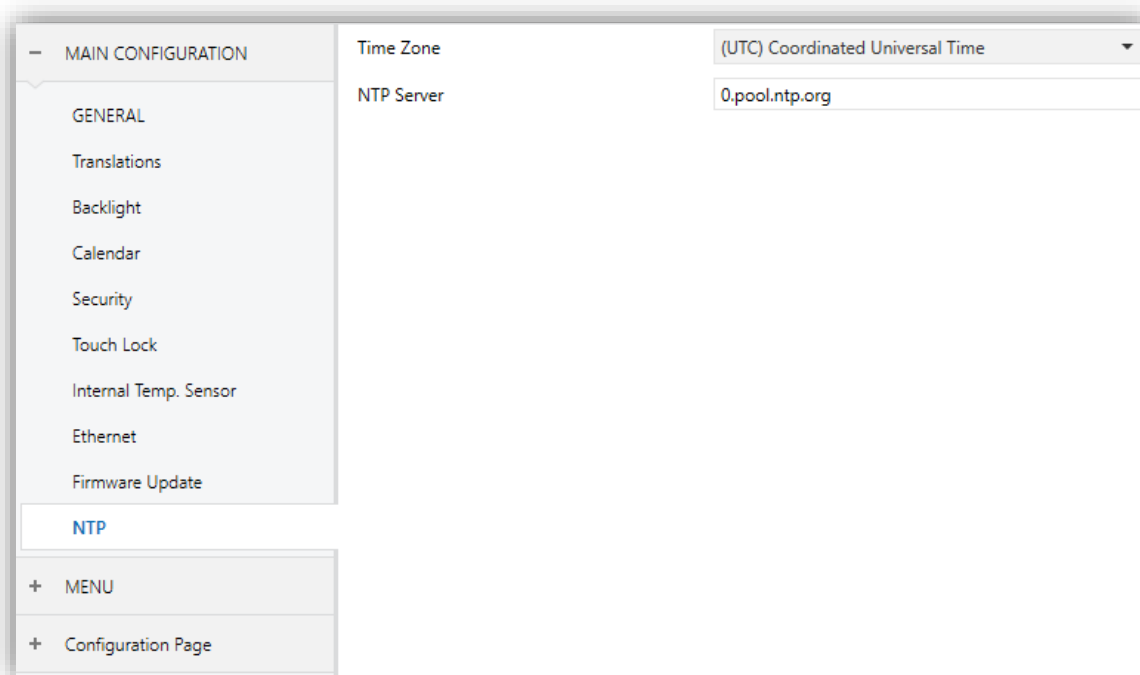 − MAIN CONFIGURATION
GENERAL
Translations
Backlight
Calendar
Security
Touch Lock
Internal Temp. Sensor
Ethernet
Firmware Update
NTP
+ MENU
+ Configuration Page
Time Zone (UTC) Coordinated Universal Time
NTP Server 0.pool.ntp.org